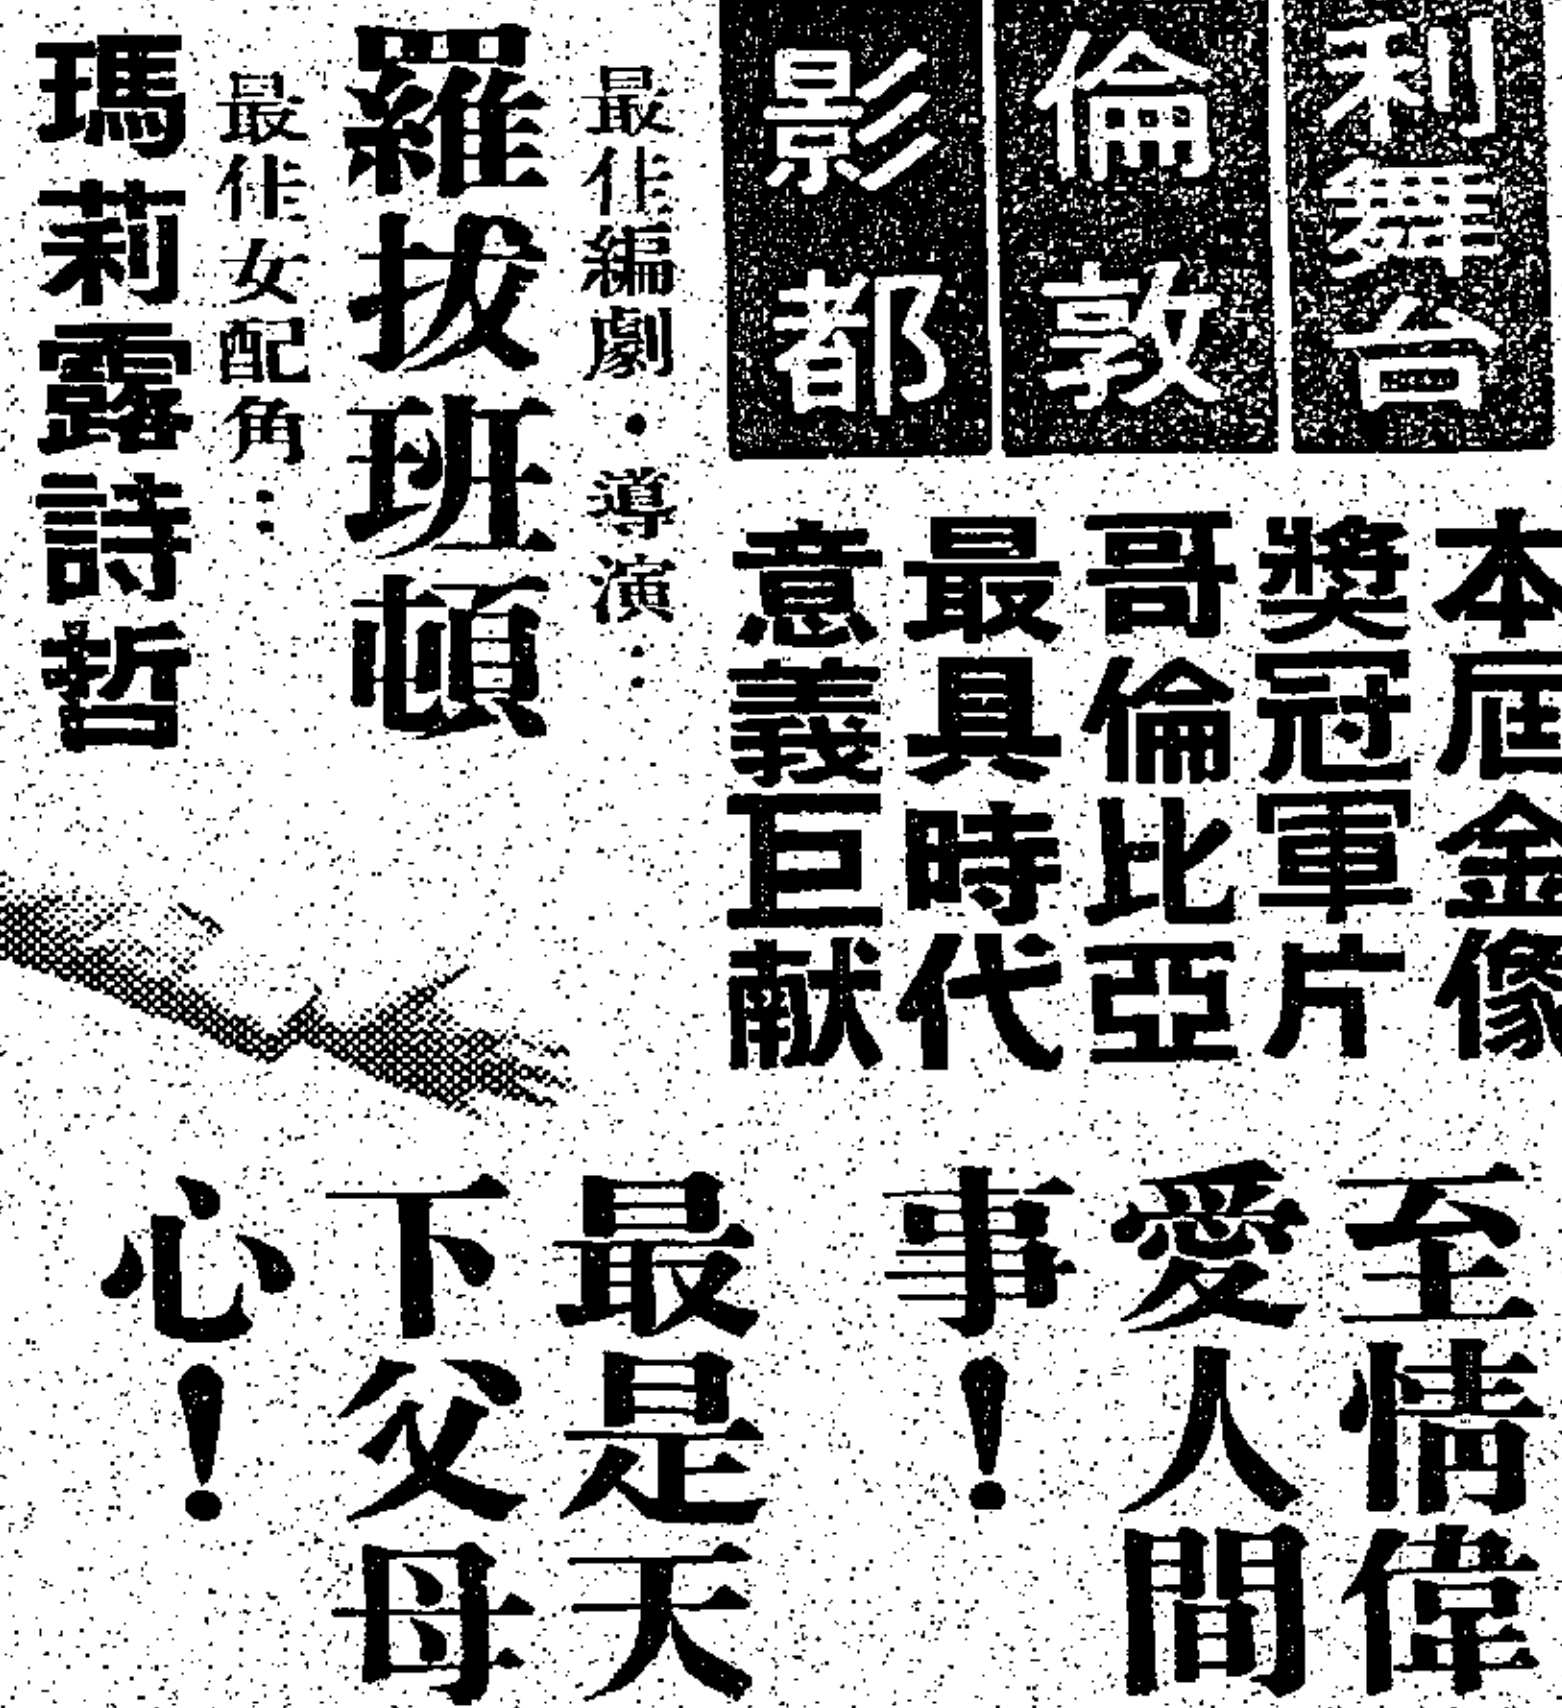 利舞台
倫敦
影都
本屆金像
獎冠軍片
哥倫比亞
最具時代
意義巨献
最佳編劇·導演：
羅拔班頓
最佳女配角：
瑪莉露詩哲
至情偉
愛人間
事！
最是天
下父母
心！